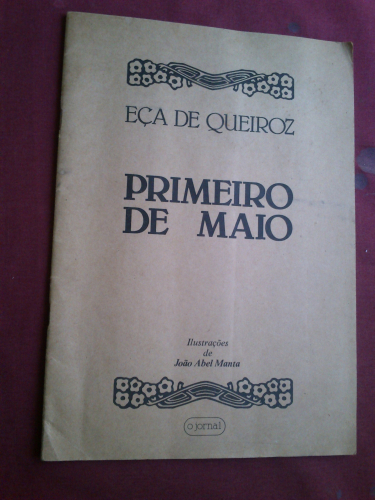 EÇA DE QUEIROZ
PRIMEIRO
DE MAIO
Ilustrações
de
João Abel Manta
o jornal